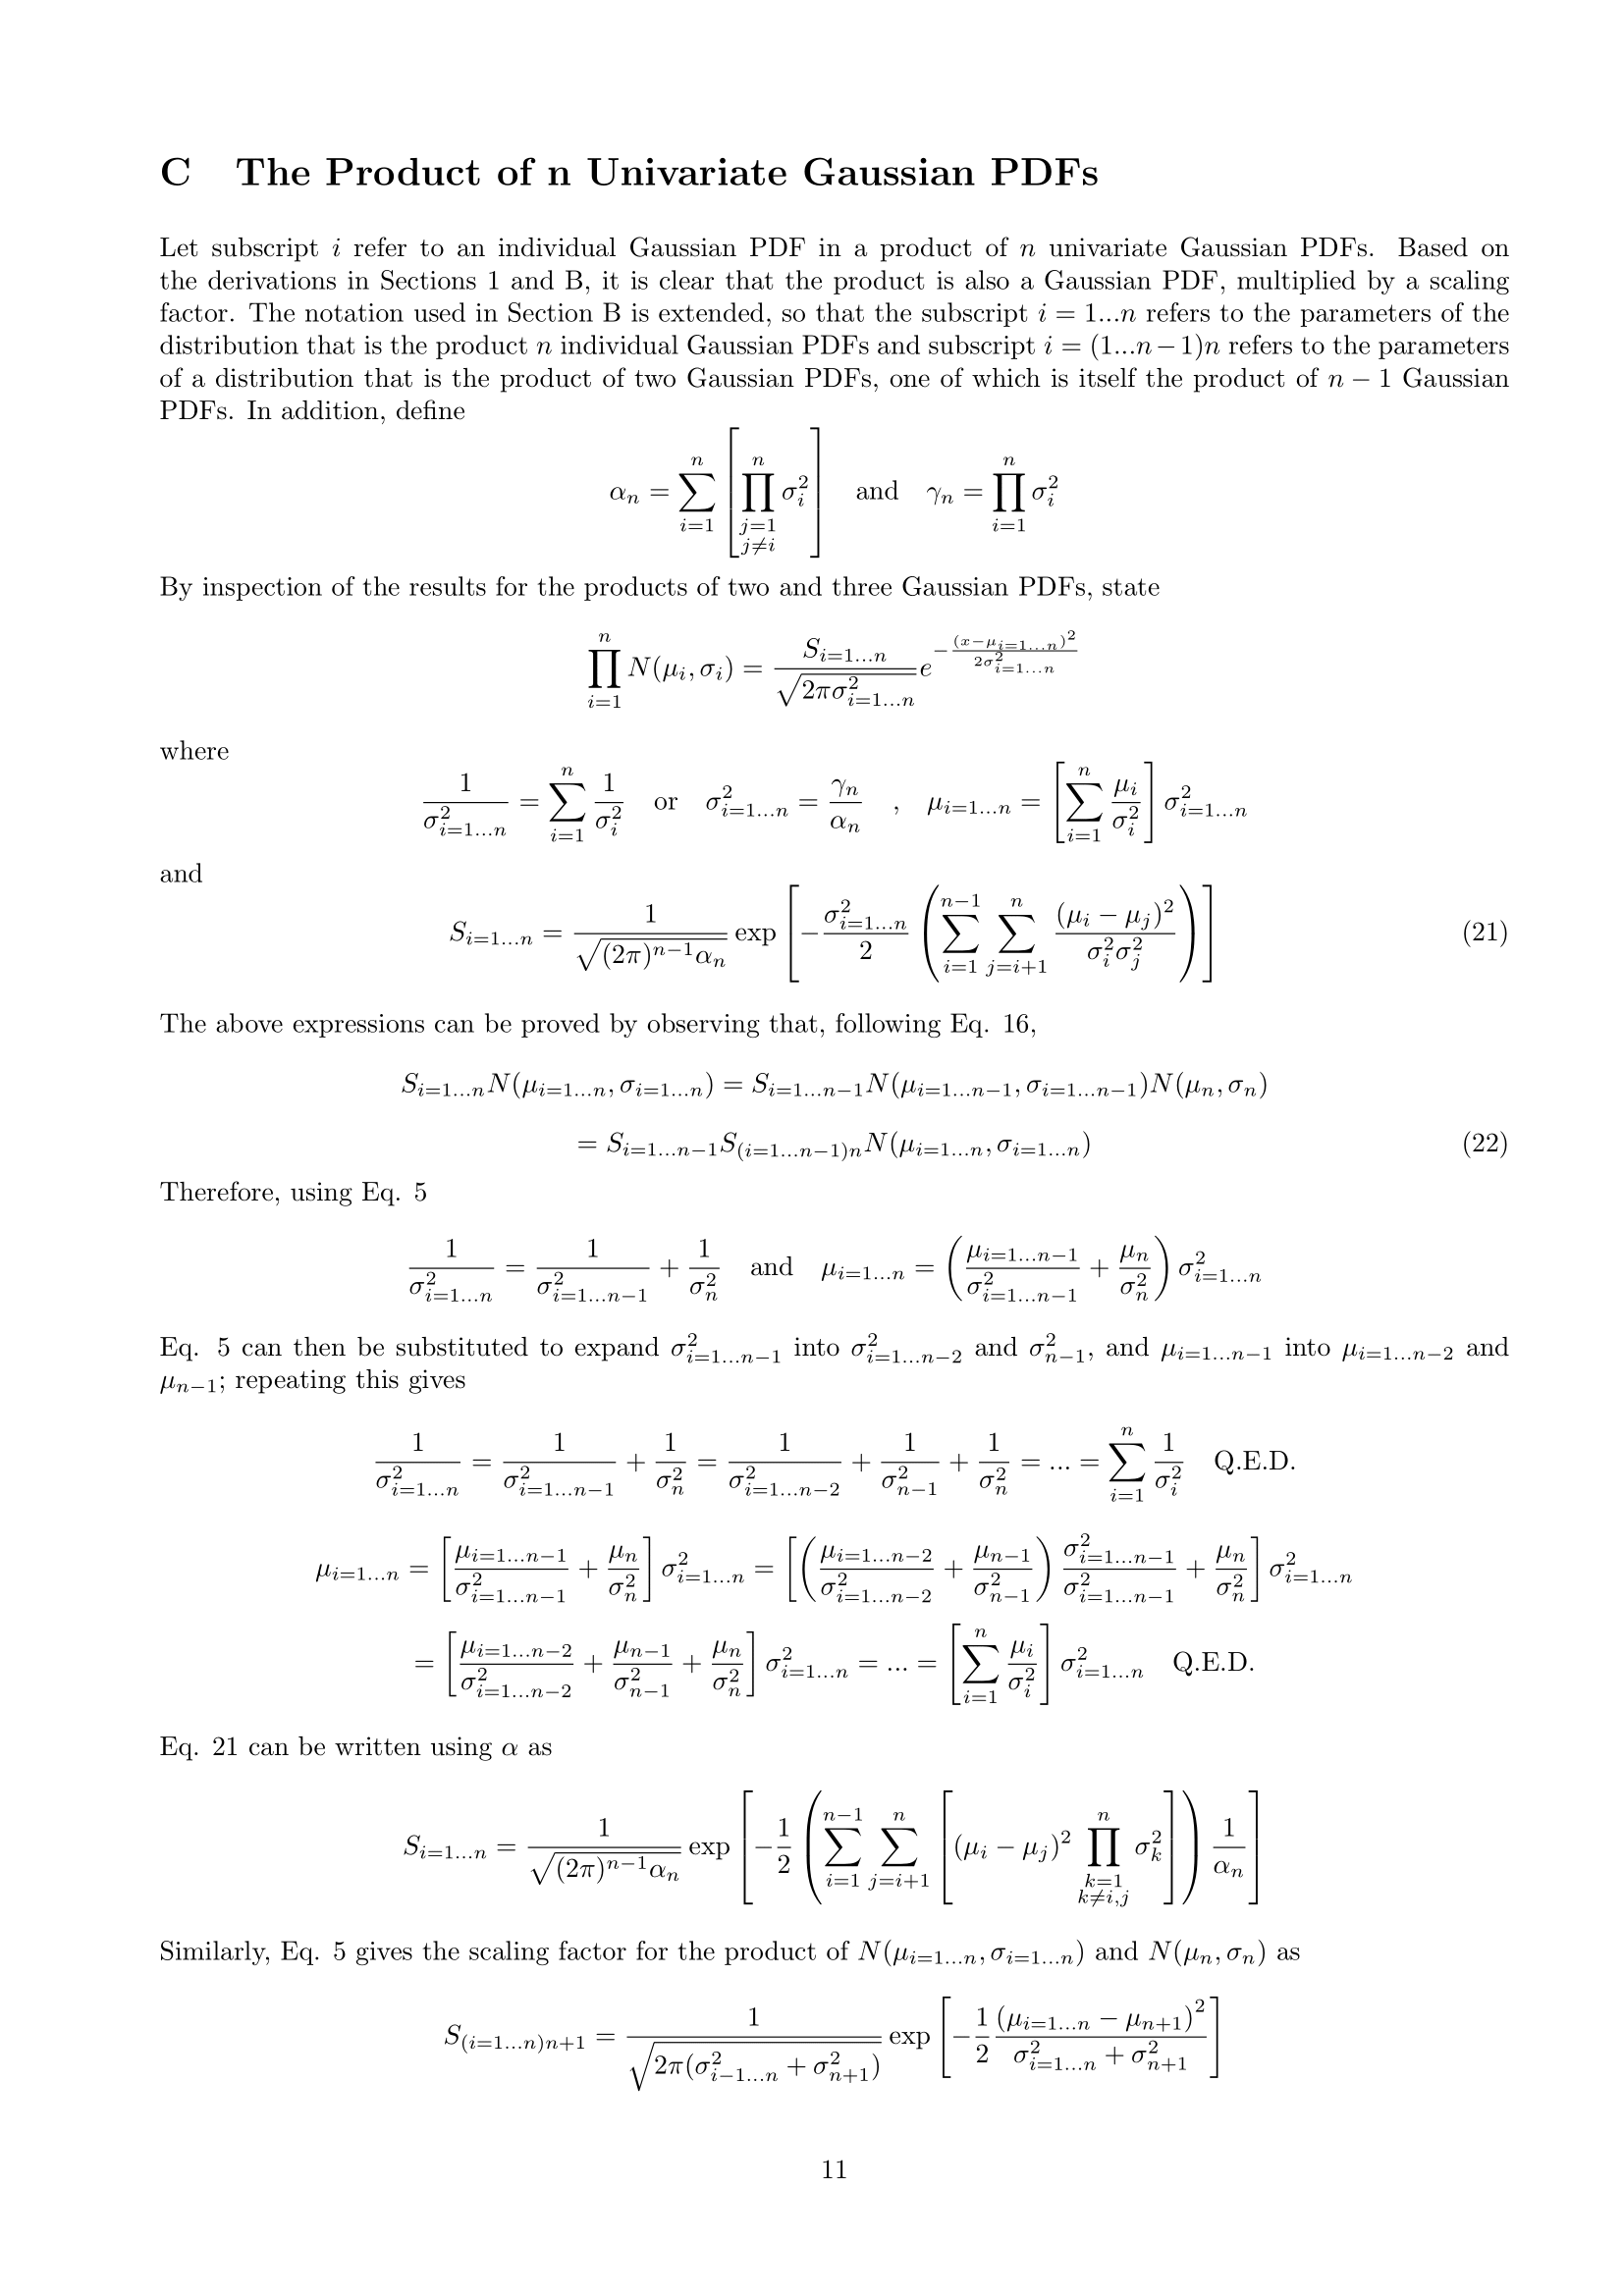 C The Product of n Univariate Gaussian PDFs
Let subscript $i$ refer to an individual Gaussian PDF in a product of $n$ univariate Gaussian PDFs. Based on
the derivations in Sections 1 and B, it is clear that the product is also a Gaussian PDF, multiplied by a scaling
factor. The notation used in Section B is extended, so that the subscript $i = 1...n$ refers to the parameters of the
distribution that is the product $n$ individual Gaussian PDFs and subscript $i = (1...n-1)n$ refers to the parameters
of a distribution that is the product of two Gaussian PDFs, one of which is itself the product of $n-1$ Gaussian
PDFs. In addition, define
$\alpha_n = \sum_{i=1}^{n} \left[ \prod_{\substack{j=1 \\ j \neq i}}^{n} \sigma_i^2 \right]$ and $\gamma_n = \prod_{i=1}^{n} \sigma_i^2$
By inspection of the results for the products of two and three Gaussian PDFs, state
$\prod_{i=1}^{n} N(\mu_i, \sigma_i) = \frac{S_{i=1...n}}{\sqrt{2\pi\sigma_{i=1...n}^2}} e^{-\frac{(x-\mu_{i=1...n})^2}{2\sigma_{i=1...n}^2}}$
where
$\frac{1}{\sigma_{i=1...n}^2} = \sum_{i=1}^{n} \frac{1}{\sigma_i^2}$ or $\sigma_{i=1...n}^2 = \frac{\gamma_n}{\alpha_n}$ , $\mu_{i=1...n} = \left[ \sum_{i=1}^{n} \frac{\mu_i}{\sigma_i^2} \right] \sigma_{i=1...n}^2$
and
$S_{i=1...n} = \frac{1}{\sqrt{(2\pi)^{n-1}\alpha_n}} \exp \left[ -\frac{\sigma_{i=1...n}^2}{2} \left( \sum_{i=1}^{n-1} \sum_{j=i+1}^{n} \frac{(\mu_i - \mu_j)^2}{\sigma_i^2 \sigma_j^2} \right) \right]$ (21)
The above expressions can be proved by observing that, following Eq. 16,
$S_{i=1...n} N(\mu_{i=1...n}, \sigma_{i=1...n}) = S_{i=1...n-1} N(\mu_{i=1...n-1}, \sigma_{i=1...n-1}) N(\mu_n, \sigma_n)$
$= S_{i=1...n-1} S_{(i=1...n-1)n} N(\mu_{i=1...n}, \sigma_{i=1...n})$ (22)
Therefore, using Eq. 5
$\frac{1}{\sigma_{i=1...n}^2} = \frac{1}{\sigma_{i=1...n-1}^2} + \frac{1}{\sigma_n^2}$ and $\mu_{i=1...n} = \left( \frac{\mu_{i=1...n-1}}{\sigma_{i=1...n-1}^2} + \frac{\mu_n}{\sigma_n^2} \right) \sigma_{i=1...n}^2$
Eq. 5 can then be substituted to expand $\sigma_{i=1...n-1}^2$ into $\sigma_{i=1...n-2}^2$ and $\sigma_{n-1}^2$, and $\mu_{i=1...n-1}$ into $\mu_{i=1...n-2}$ and
$\mu_{n-1}$; repeating this gives
$\frac{1}{\sigma_{i=1...n}^2} = \frac{1}{\sigma_{i=1...n-1}^2} + \frac{1}{\sigma_n^2} = \frac{1}{\sigma_{i=1...n-2}^2} + \frac{1}{\sigma_{n-1}^2} + \frac{1}{\sigma_n^2} = ... = \sum_{i=1}^{n} \frac{1}{\sigma_i^2}$ Q.E.D.
$\mu_{i=1...n} = \left[ \frac{\mu_{i=1...n-1}}{\sigma_{i=1...n-1}^2} + \frac{\mu_n}{\sigma_n^2} \right] \sigma_{i=1...n}^2 = \left[ \left( \frac{\mu_{i=1...n-2}}{\sigma_{i=1...n-2}^2} + \frac{\mu_{n-1}}{\sigma_{n-1}^2} \right) \frac{\sigma_{i=1...n-1}^2}{\sigma_{i=1...n-1}^2} + \frac{\mu_n}{\sigma_n^2} \right] \sigma_{i=1...n}^2$
$= \left[ \frac{\mu_{i=1...n-2}}{\sigma_{i=1...n-2}^2} + \frac{\mu_{n-1}}{\sigma_{n-1}^2} + \frac{\mu_n}{\sigma_n^2} \right] \sigma_{i=1...n}^2 = ... = \left[ \sum_{i=1}^{n} \frac{\mu_i}{\sigma_i^2} \right] \sigma_{i=1...n}^2$ Q.E.D.
Eq. 21 can be written using $\alpha$ as
$S_{i=1...n} = \frac{1}{\sqrt{(2\pi)^{n-1}\alpha_n}} \exp \left[ -\frac{1}{2} \left( \sum_{i=1}^{n-1} \sum_{j=i+1}^{n} \left[ (\mu_i - \mu_j)^2 \prod_{\substack{k=1 \\ k \neq i,j}}^{n} \sigma_k^2 \right] \right) \frac{1}{\alpha_n} \right]$
Similarly, Eq. 5 gives the scaling factor for the product of $N(\mu_{i=1...n}, \sigma_{i=1...n})$ and $N(\mu_n, \sigma_n)$ as
$S_{(i=1...n)n+1} = \frac{1}{\sqrt{2\pi(\sigma_{i-1...n}^2 + \sigma_{n+1}^2)}} \exp \left[ -\frac{1}{2} \frac{(\mu_{i=1...n} - \mu_{n+1})^2}{\sigma_{i=1...n}^2 + \sigma_{n+1}^2} \right]$
11